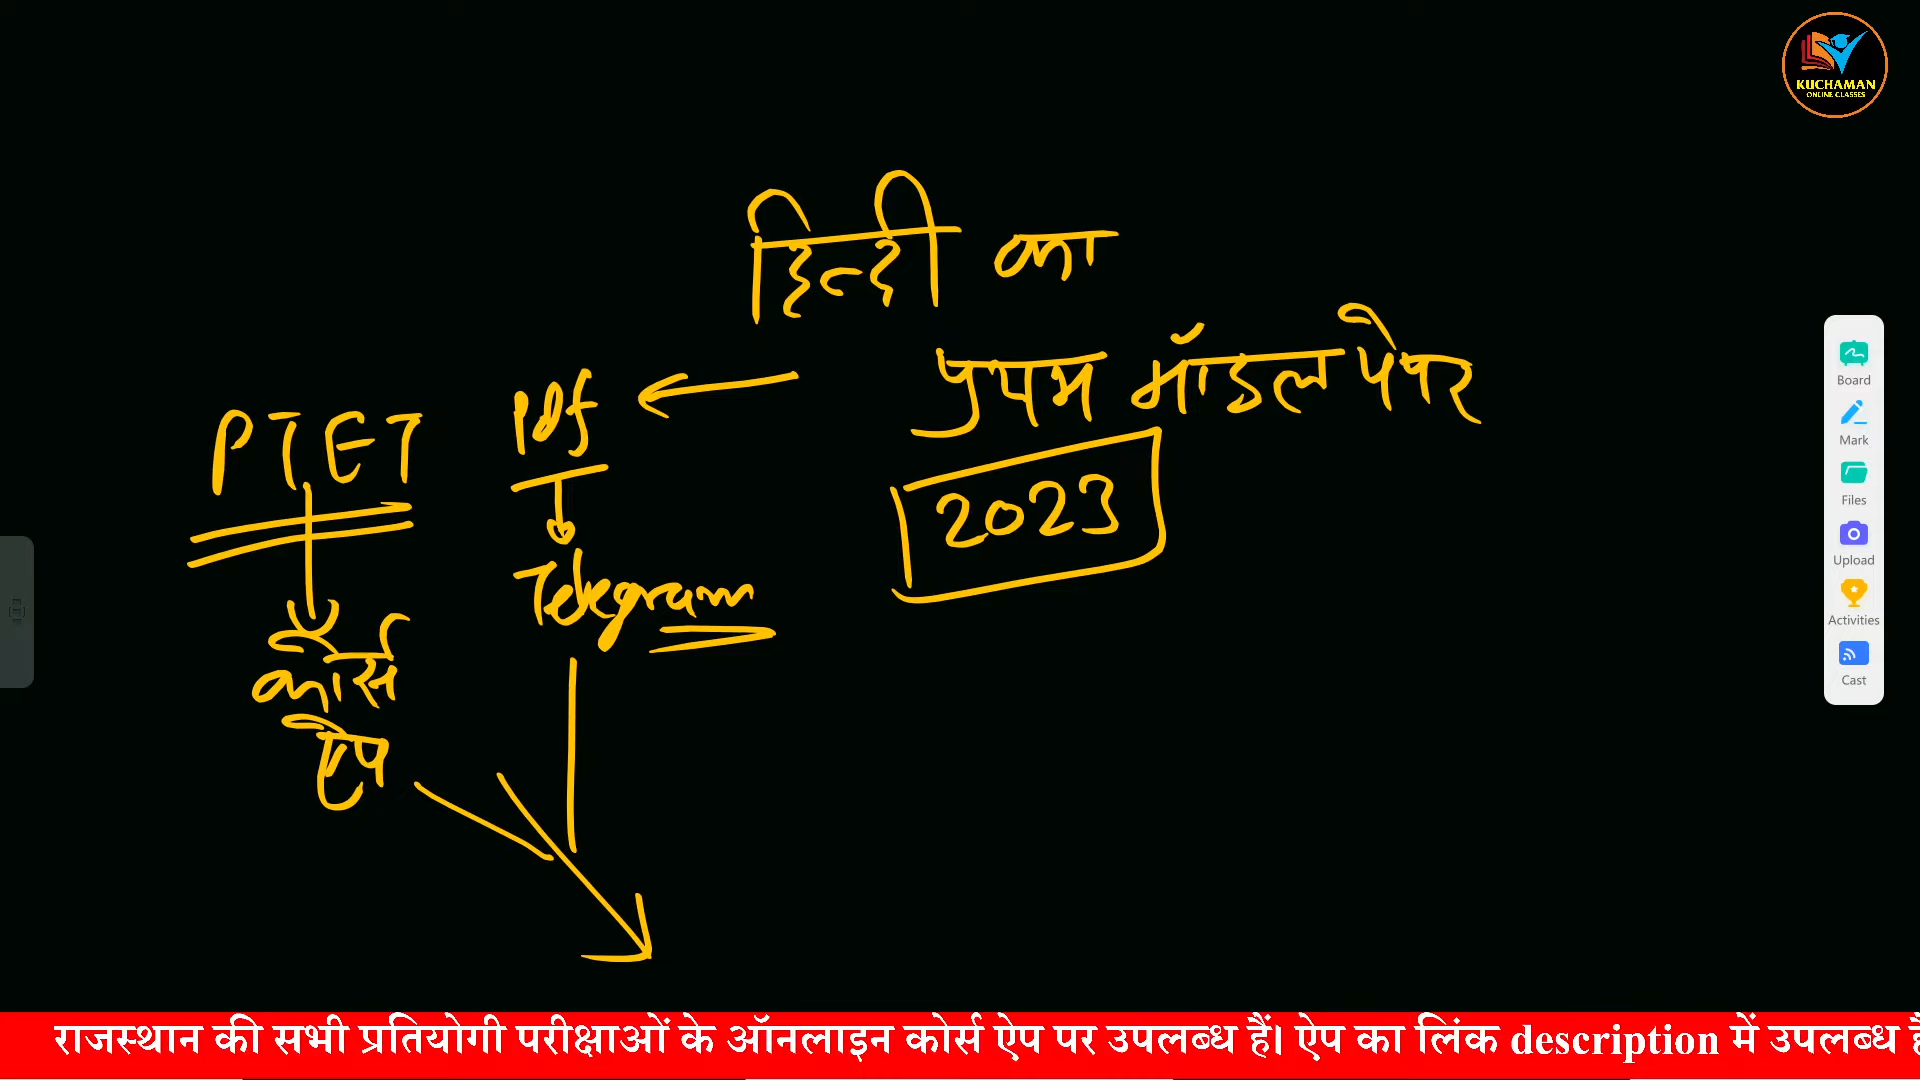 KUCHAMAN
ONLINE CLASSES
हिन्दी का
प्रथम मॉडल पेपर
2023
Pdf
Telegram
PTET
कोर्स
ऐप
Board
Mark
Files
Upload
Activities
Cast
राजस्थान की सभी प्रतियोगी परीक्षाओं के ऑनलाइन कोर्स ऐप पर उपलब्ध हैं। ऐप का लिंक description में उपलब्ध है